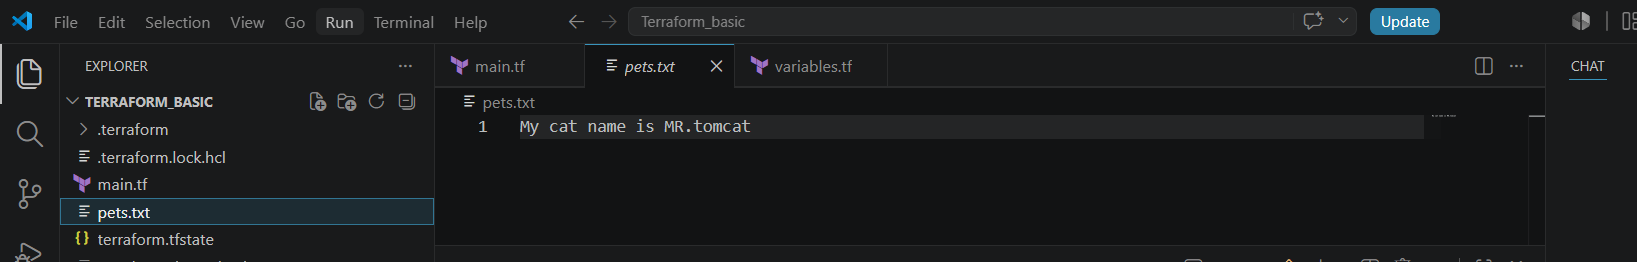 File Edit Selection View Go Run Terminal Help Terraform_basic Update
EXPLORER
main.tf pets.txt variables.tf
CHAT
TERRAFORM_BASIC
.terraform
.terraform.lock.hcl
main.tf
pets.txt
terraform.tfstate
pets.txt
1 My cat name is MR.tomcat